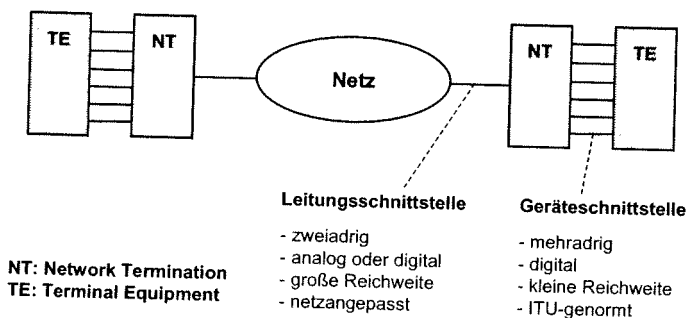 TE
NT
Netz
NT
TE
Leitungsschnittstelle
- zweiadrig
- analog oder digital
- große Reichweite
- netzangepasst
Geräteschnittstelle
- mehradrig
- digital
- kleine Reichweite
- ITU-genormt
NT: Network Termination
TE: Terminal Equipment